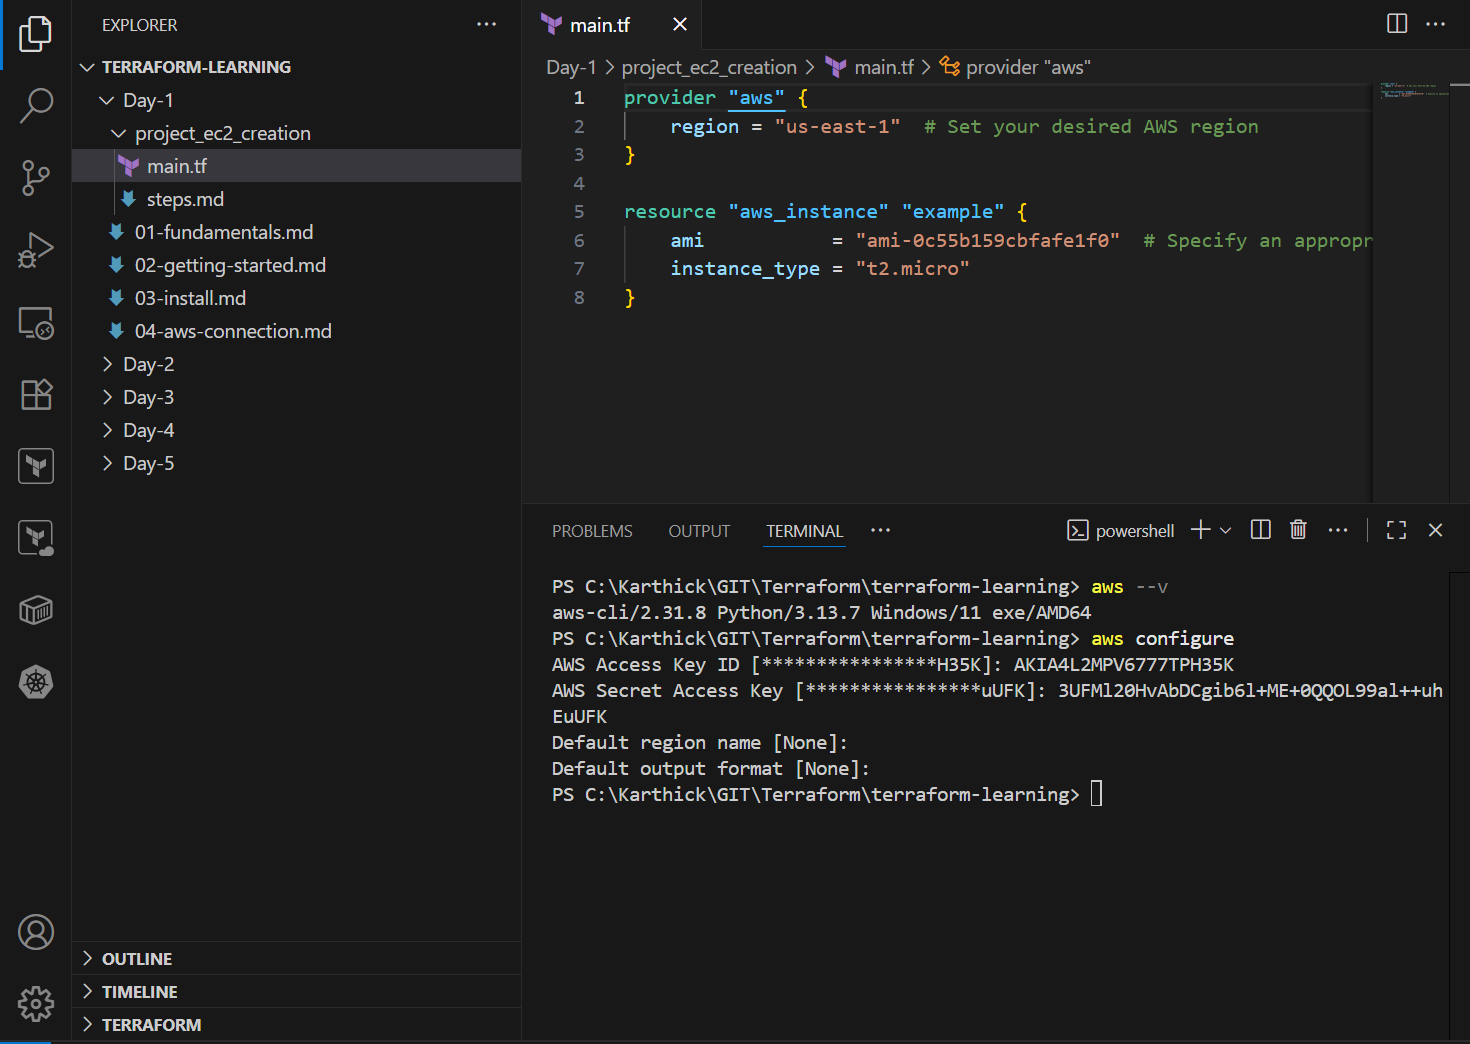 EXPLORER
TERRAFORM-LEARNING
Day-1
project_ec2_creation
main.tf
steps.md
01-fundamentals.md
02-getting-started.md
03-install.md
04-aws-connection.md
Day-2
Day-3
Day-4
Day-5
OUTLINE
TIMELINE
TERRAFORM
main.tf
Day-1 > project_ec2_creation > main.tf > provider "aws"
1 provider "aws" {
2 region = "us-east-1" # Set your desired AWS region
3 }
4
5 resource "aws_instance" "example" {
6 ami = "ami-0c55b159cbfafe1f0" # Specify an appropr
7 instance_type = "t2.micro"
8 }
PROBLEMS OUTPUT TERMINAL powershell
PS C:\Karthick\GIT\Terraform\terraform-learning> aws --v
aws-cli/2.31.8 Python/3.13.7 Windows/11 exe/AMD64
PS C:\Karthick\GIT\Terraform\terraform-learning> aws configure
AWS Access Key ID [****************H35K]: AKIA4L2MPV6777TPH35K
AWS Secret Access Key [****************uUFK]: 3UFMl20HvAbDCgib6l+ME+0QQOL99al++uh
EuUFK
Default region name [None]:
Default output format [None]:
PS C:\Karthick\GIT\Terraform\terraform-learning>